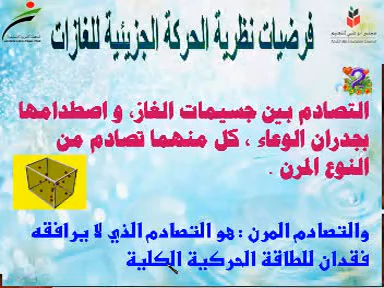 فرضيات نظرية الحركة الجزيئية للغازات
2
التصادم بين جسيمات الغاز، و اصطدامها
بجدران الوعاء ، كل منهما تصادم من
النوع المرن .
والتصادم المرن : هو التصادم الذي لا يرافقه
فقدان للطاقة الحركية الكلية